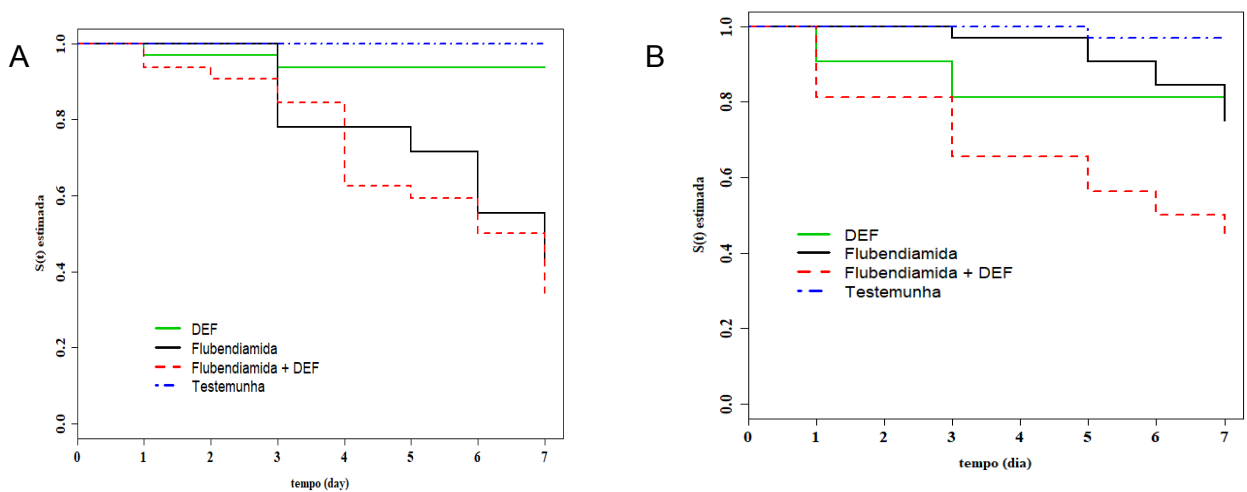 A
S(t) estimada
1.0
0.8
0.6
0.4
0.2
0.0
DEF
Flubendiamida
Flubendiamida + DEF
Testemunha
0 1 2 3 4 5 6 7
tempo (day)
B
S(t) estimada
1.0
0.8
0.6
0.4
0.2
0.0
DEF
Flubendiamida
Flubendiamida + DEF
Testemunha
0 1 2 3 4 5 6 7
tempo (dia)